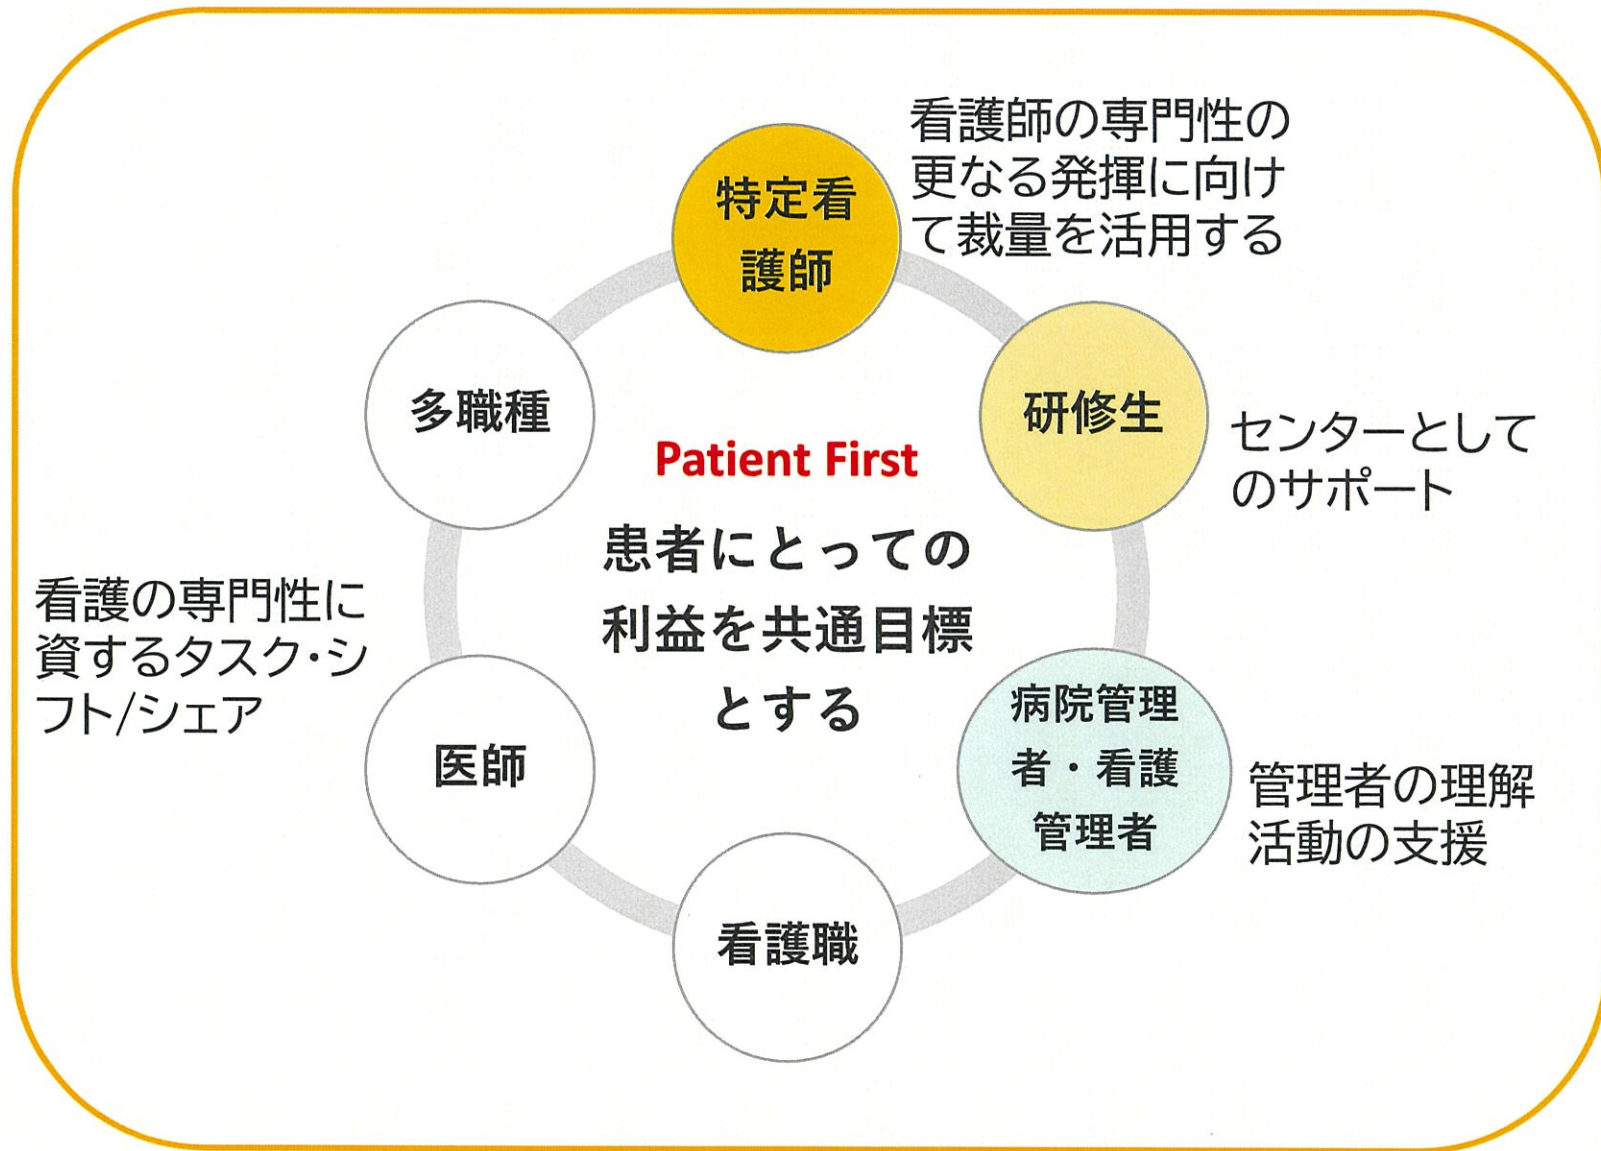 看護師の専門性の
更なる発揮に向け
て裁量を活用する
特定看
護師
多職種
研修生
センターとして
のサポート
Patient First
患者にとっての
利益を共通目標
とする
看護の専門性に
資するタスク・シ
フト/シェア
医師
病院管理
者・看護
管理者
管理者の理解
活動の支援
看護職